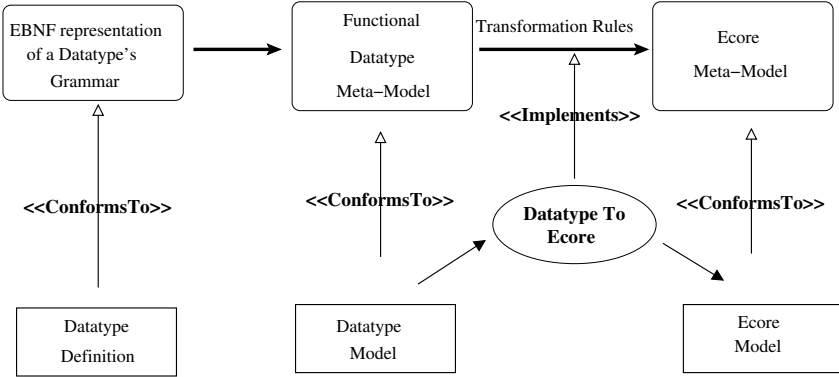 EBNF representation
of a Datatype's
Grammar
Functional
Datatype
Meta−Model
Transformation Rules
Ecore
Meta−Model
<<Implements>>
<<ConformsTo>>
<<ConformsTo>>
<<ConformsTo>>
Datatype To
Ecore
Datatype
Definition
Datatype
Model
Ecore
Model